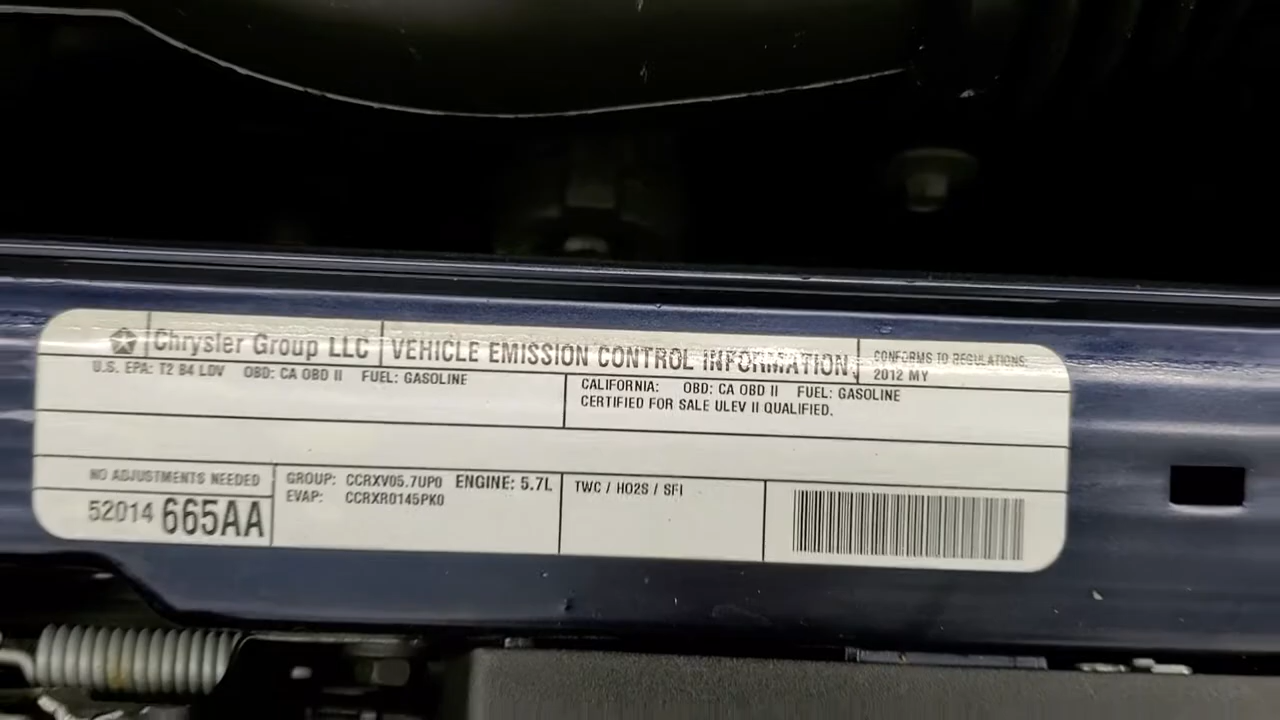 Chrysler Group LLC VEHICLE EMISSION CONTROL INFORMATION CONFORMS TO REGULATIONS:
2012 MY
U.S. EPA: T2 B4 LDV OBD: CA OBD II FUEL: GASOLINE
CALIFORNIA: OBD: CA OBD II FUEL: GASOLINE
CERTIFIED FOR SALE ULEV II QUALIFIED.
NO ADJUSTMENTS NEEDED
52014 665AA
GROUP: CCRXV05.7UP0 ENGINE: 5.7L
EVAP: CCRXR0145PK0
TWC / HO2S / SFI